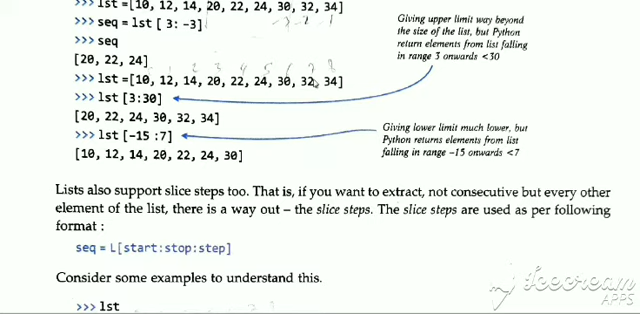 >>> lst =[10, 12, 14, 20, 22, 24, 30, 32, 34]
>>> seq = lst [ 3: -3]
>>> seq
[20, 22, 24]
>>> lst =[10, 12, 14, 20, 22, 24, 30, 32, 34]
>>> lst [3:30]
[20, 22, 24, 30, 32, 34]
>>> lst [-15 :7]
[10, 12, 14, 20, 22, 24, 30]
Giving upper limit way beyond
the size of the list, but Python
return elements from list falling
in range 3 onwards <30
Giving lower limit much lower, but
Python returns elements from list
falling in range -15 onwards <7
Lists also support slice steps too. That is, if you want to extract, not consecutive but every other
element of the list, there is a way out – the slice steps. The slice steps are used as per following
format :
seq = L[start:stop:step]
Consider some examples to understand this.
>>> lst
Icecream
APPS